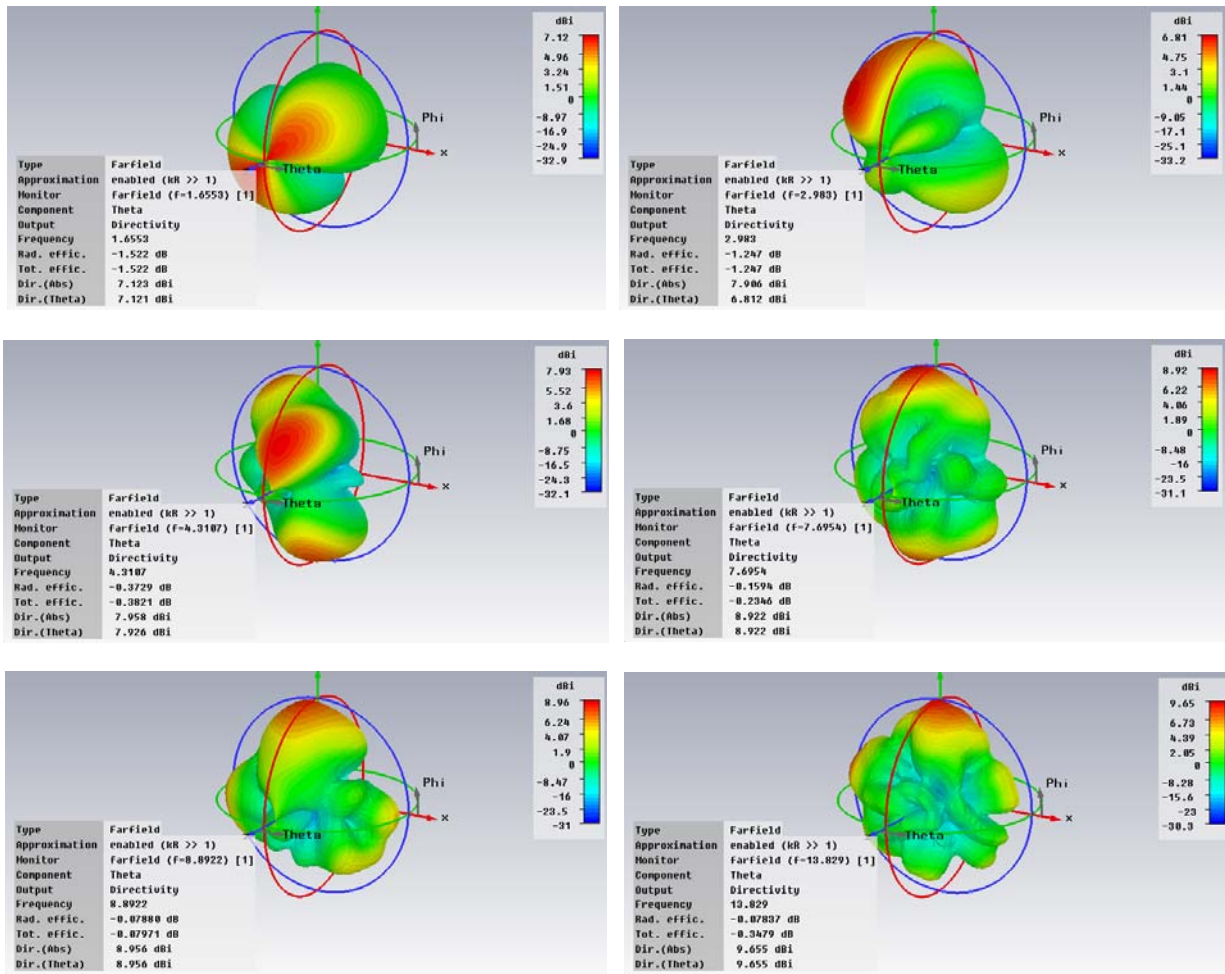 dBi
7.12
4.96
3.24
1.51
0
-8.97
-16.9
-24.9
-32.9
Phi
x
Theta
Type Farfield
Approximation enabled (kR >> 1)
Monitor farfield (f=1.6553) [1]
Component Theta
Output Directivity
Frequency 1.6553
Rad. effic. -1.522 dB
Tot. effic. -1.522 dB
Dir.(Abs) 7.123 dBi
Dir.(Theta) 7.121 dBi
dBi
6.81
4.75
3.1
1.44
0
-9.05
-17.1
-25.1
-33.2
Phi
x
Theta
Type Farfield
Approximation enabled (kR >> 1)
Monitor farfield (f=2.983) [1]
Component Theta
Output Directivity
Frequency 2.983
Rad. effic. -1.247 dB
Tot. effic. -1.247 dB
Dir.(Abs) 7.906 dBi
Dir.(Theta) 6.812 dBi
dBi
7.93
5.52
3.6
1.68
0
-8.75
-16.5
-24.3
-32.1
Phi
x
Theta
Type Farfield
Approximation enabled (kR >> 1)
Monitor farfield (f=4.3107) [1]
Component Theta
Output Directivity
Frequency 4.3107
Rad. effic. -0.3729 dB
Tot. effic. -0.3821 dB
Dir.(Abs) 7.958 dBi
Dir.(Theta) 7.926 dBi
dBi
8.92
6.22
4.06
1.89
0
-8.48
-16
-23.5
-31.1
Phi
x
Theta
Type Farfield
Approximation enabled (kR >> 1)
Monitor farfield (f=7.6954) [1]
Component Theta
Output Directivity
Frequency 7.6954
Rad. effic. -0.1594 dB
Tot. effic. -0.2346 dB
Dir.(Abs) 8.922 dBi
Dir.(Theta) 8.922 dBi
dBi
8.96
6.24
4.07
1.9
0
-8.47
-16
-23.5
-31
Phi
x
Theta
Type Farfield
Approximation enabled (kR >> 1)
Monitor farfield (f=8.8922) [1]
Component Theta
Output Directivity
Frequency 8.8922
Rad. effic. -0.07880 dB
Tot. effic. -0.07971 dB
Dir.(Abs) 8.956 dBi
Dir.(Theta) 8.956 dBi
dBi
9.65
6.73
4.39
2.05
0
-8.28
-15.6
-23
-30.3
Phi
x
Theta
Type Farfield
Approximation enabled (kR >> 1)
Monitor farfield (f=13.829) [1]
Component Theta
Output Directivity
Frequency 13.829
Rad. effic. -0.07837 dB
Tot. effic. -0.3479 dB
Dir.(Abs) 9.655 dBi
Dir.(Theta) 9.655 dBi